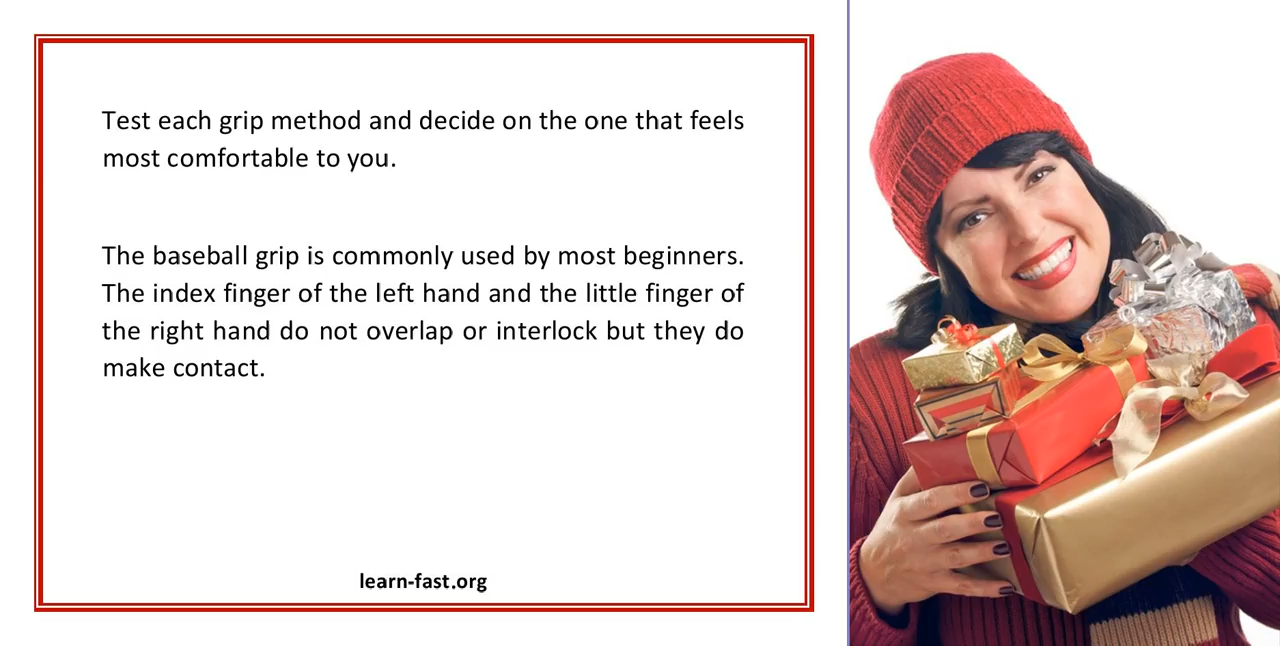 Test each grip method and decide on the one that feels
most comfortable to you.
The baseball grip is commonly used by most beginners.
The index finger of the left hand and the little finger of
the right hand do not overlap or interlock but they do
make contact.
learn-fast.org